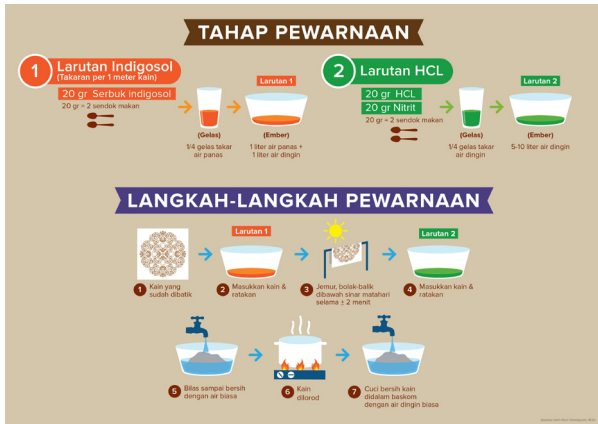 TAHAP PEWARNAAN
1
Larutan Indigosol
(Takaran per 1 meter kain)
20 gr Serbuk indigosol
20 gr = 2 sendok makan
(Gelas)
1/4 gelas takar
air panas
Larutan 1
(Ember)
1 liter air panas +
1 liter air dingin
2
Larutan HCL
20 gr HCL
20 gr Nitrit
20 gr = 2 sendok makan
(Gelas)
1/4 gelas takar
air dingin
Larutan 2
(Ember)
5-10 liter air dingin
LANGKAH-LANGKAH PEWARNAAN
1 Kain yang
sudah dibatik
Larutan 1
2 Masukkan kain &
ratakan
3 Jemur, bolak-balik
dibawah sinar matahari
selama ± 2 menit
Larutan 2
4 Masukkan kain &
ratakan
5 Bilas sampai bersih
dengan air biasa
6 Kain
dilorod
7 Cuci bersih kain
didalam baskom
dengan air dingin biasa